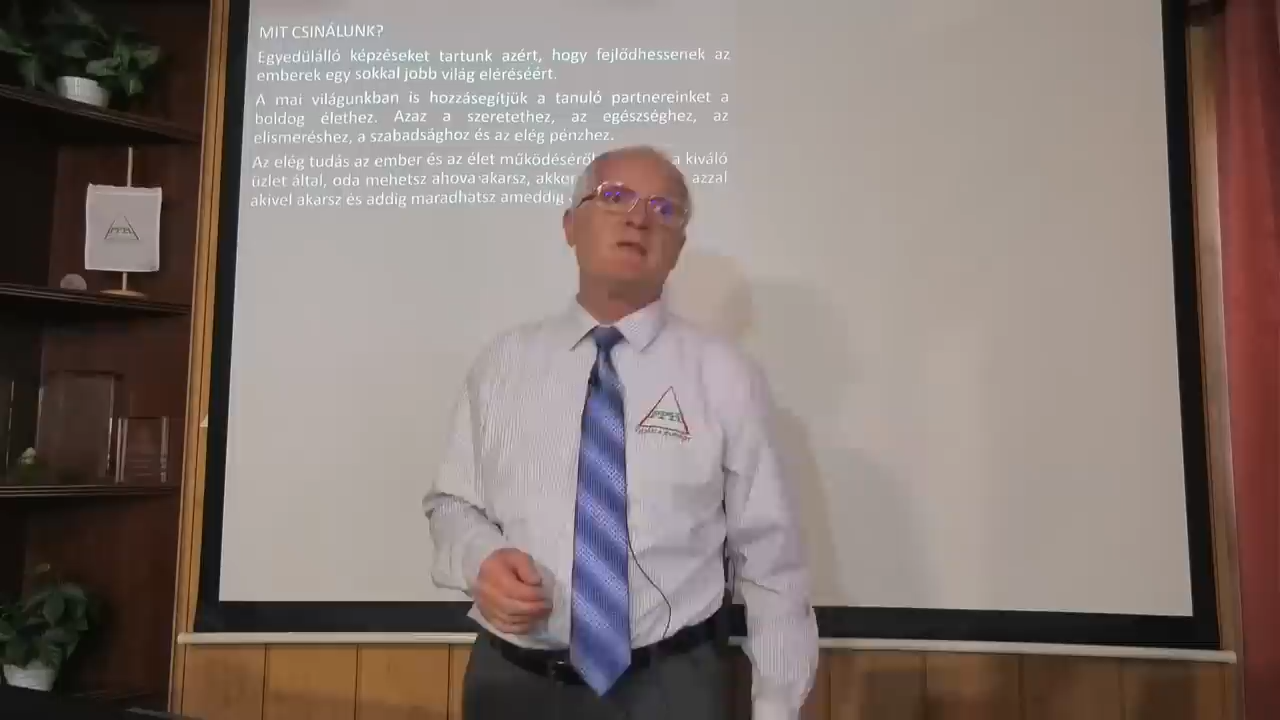 MIT CSINÁLUNK?
Egyedülálló képzéseket tartunk azért, hogy fejlődhessenek az
emberek egy sokkal jobb világ eléréséért.
A mai világunkban is hozzásegítjük a tanuló partnereinket a
boldog élethez. Azaz a szeretethez, az egészséghez, az
elismeréshez, a szabadsághoz és az elég pénzhez.
Az elég tudás az ember és az élet működéséről a kiváló
üzlet által, oda mehetsz ahova akarsz, azzal
akivel akarsz és addig maradhatsz ameddig